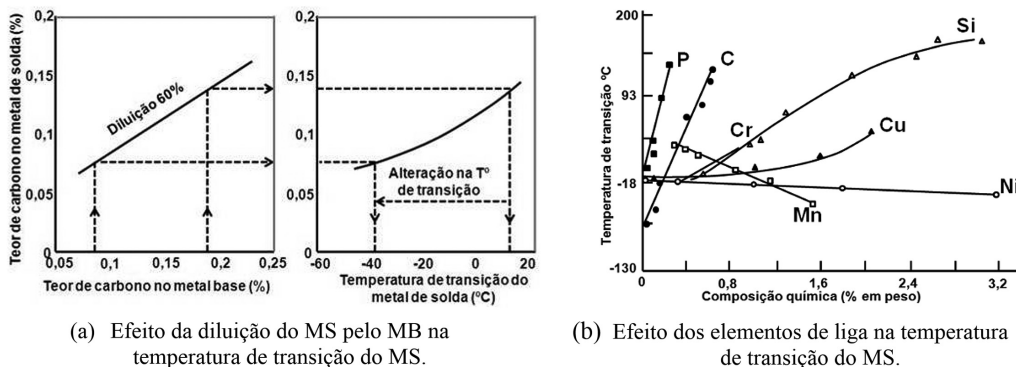 Teor de carbono no metal de solda (%)
0,2
0,15
0,1
0,05
0
Diluição 60%
0,05 0,1 0,15 0,2 0,25
Teor de carbono no metal base (%)
0,2
0,15
0,1
0,05
0
Alteração na Tº
de transição
-60 -40 -20 0 20
Temperatura de transição do
metal de solda (ºC)
(a) Efeito da diluição do MS pelo MB na
temperatura de transição do MS.
Temperatura de transição ºC
200
93
-18
-130
P
C
Si
Cr
Cu
Ni
Mn
0 0,8 1,6 2,4 3,2
Composição química (% em peso)
(b) Efeito dos elementos de liga na temperatura
de transição do MS.